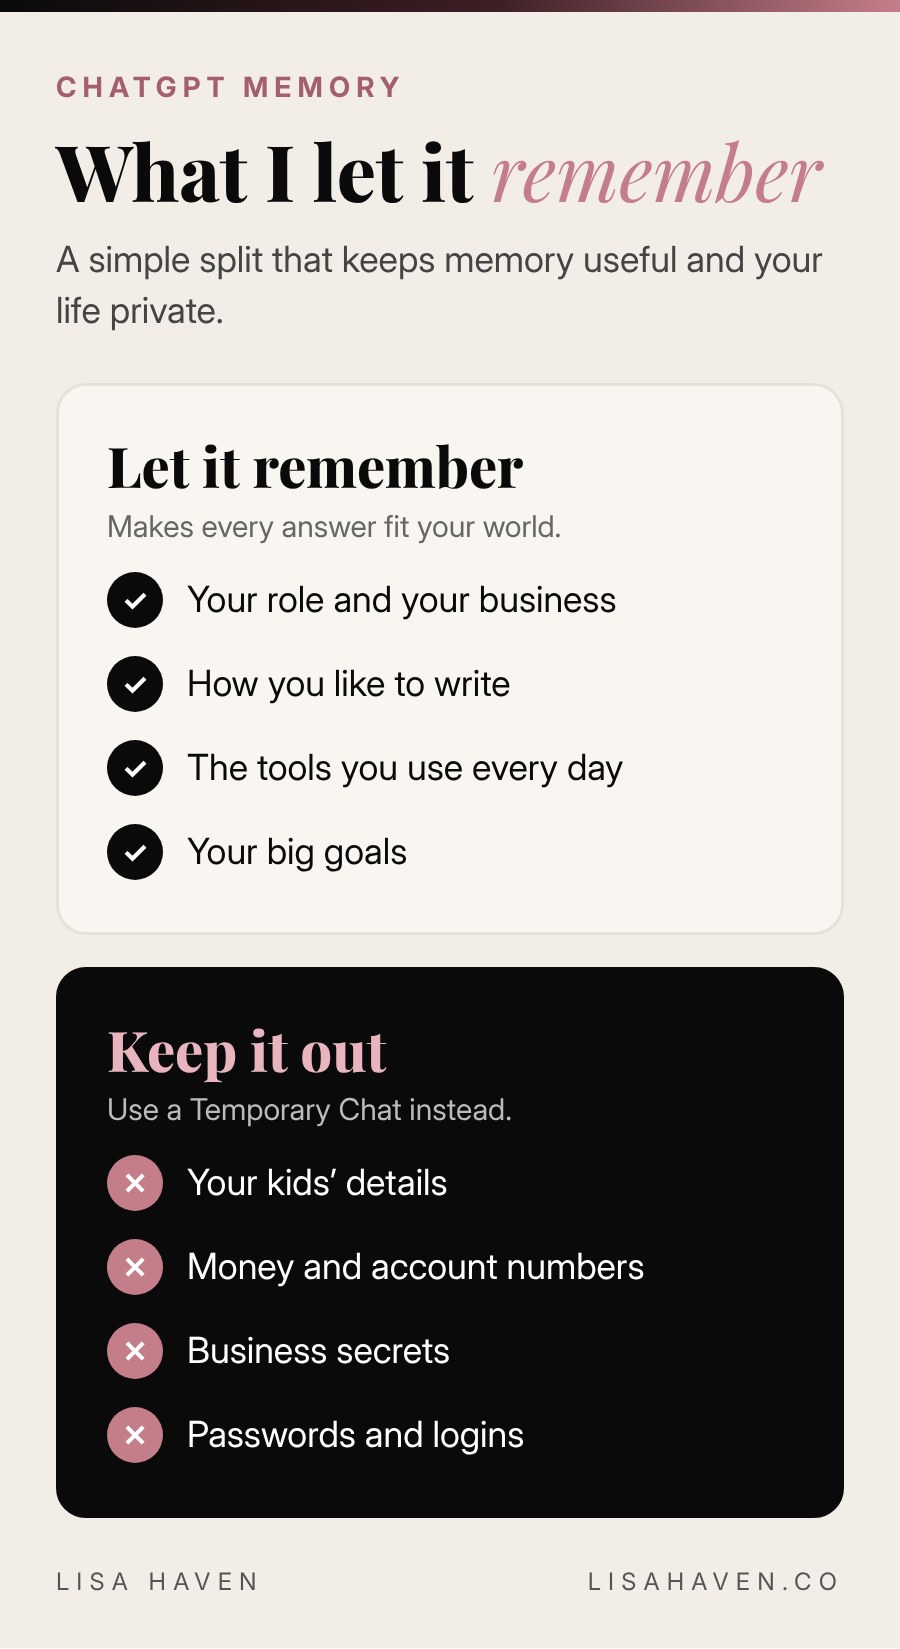 CHATGPT MEMORY
What I let it remember
A simple split that keeps memory useful and your
life private.
Let it remember
Makes every answer fit your world.
Your role and your business
How you like to write
The tools you use every day
Your big goals
Keep it out
Use a Temporary Chat instead.
Your kids’ details
Money and account numbers
Business secrets
Passwords and logins
LISA HAVEN
LISAHAVEN.CO